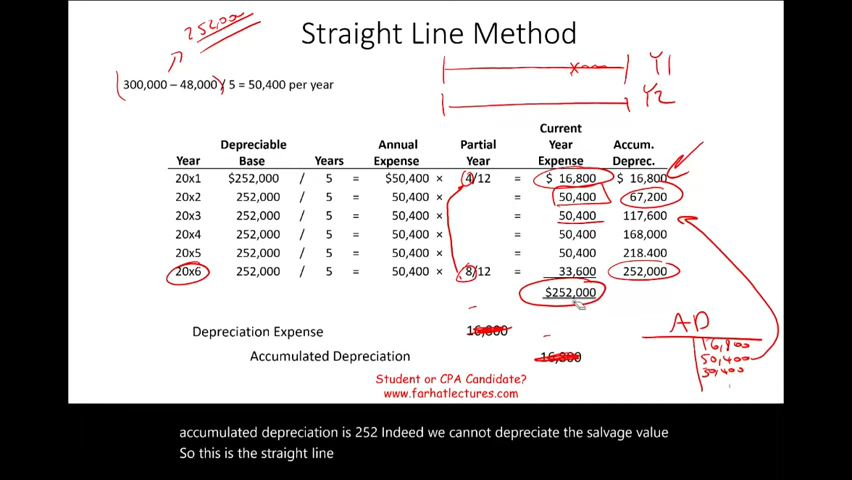 252,000
Straight Line Method
(300,000 – 48,000) / 5 = 50,400 per year
Y1
Y2
Current
Depreciable Annual Partial Year Accum.
Year Base Years Expense Year Expense Deprec.
20x1 $252,000 / 5 = $50,400 × 4/12 = $ 16,800 $ 16,800
20x2 252,000 / 5 = 50,400 × = 50,400 67,200
20x3 252,000 / 5 = 50,400 × = 50,400 117,600
20x4 252,000 / 5 = 50,400 × = 50,400 168,000
20x5 252,000 / 5 = 50,400 × = 50,400 218.400
20x6 252,000 / 5 = 50,400 × 8/12 = 33,600 252,000
$252,000
AD
Depreciation Expense 16,800
16,800
50,400
Accumulated Depreciation 16,800
Student or CPA Candidate?
www.farhatlectures.com
accumulated depreciation is 252 Indeed we cannot depreciate the salvage value
So this is the straight line